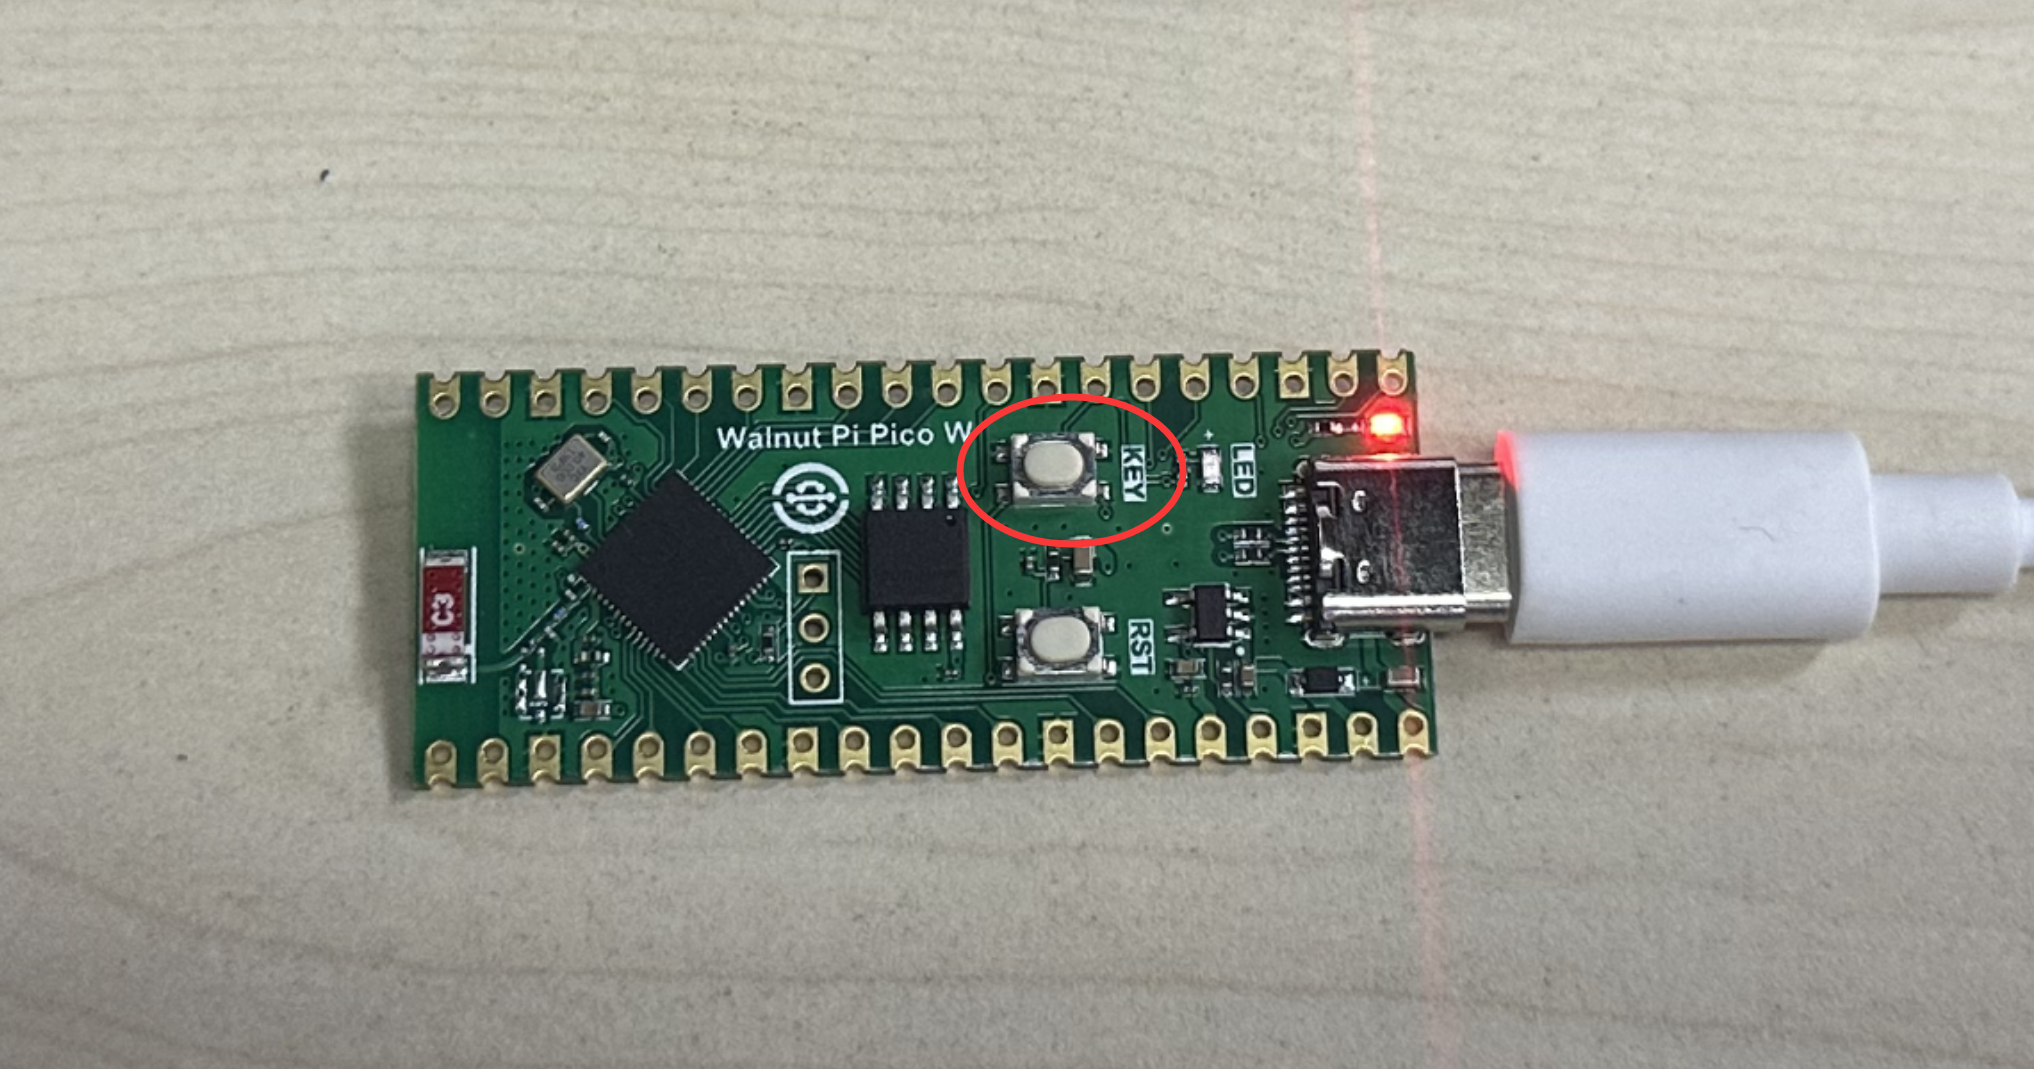 Walnut Pi Pico W
KEY
LED
RST
C3
+